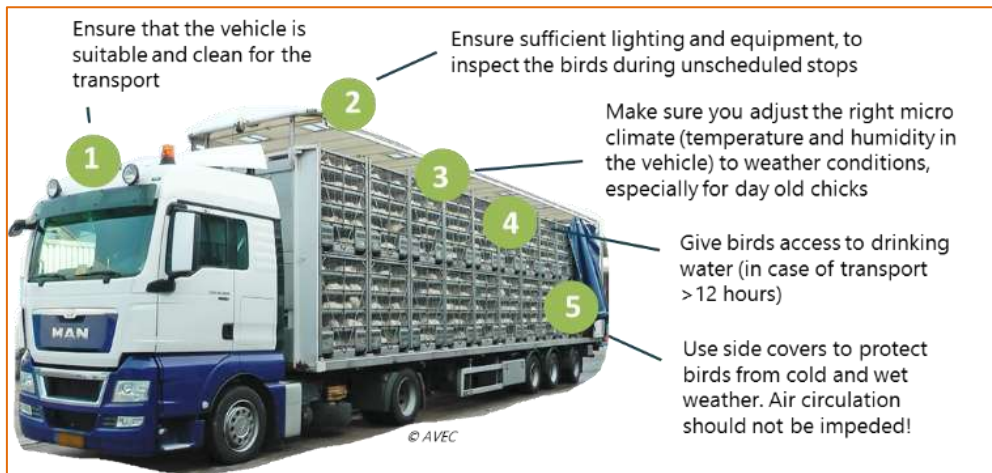 Ensure that the vehicle is
suitable and clean for the
transport
Ensure sufficient lighting and equipment, to
inspect the birds during unscheduled stops
Make sure you adjust the right micro
climate (temperature and humidity in
the vehicle) to weather conditions,
especially for day old chicks
Give birds access to drinking
water (in case of transport
>12 hours)
Use side covers to protect
birds from cold and wet
weather. Air circulation
should not be impeded!
1
2
3
4
5
MAN
© AVEC